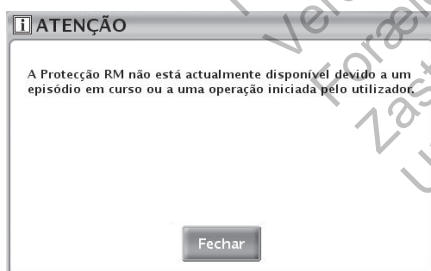 i ATENÇÃO
A Protecção RM não está actualmente disponível devido a um
episódio em curso ou a uma operação iniciada pelo utilizador.
Fechar